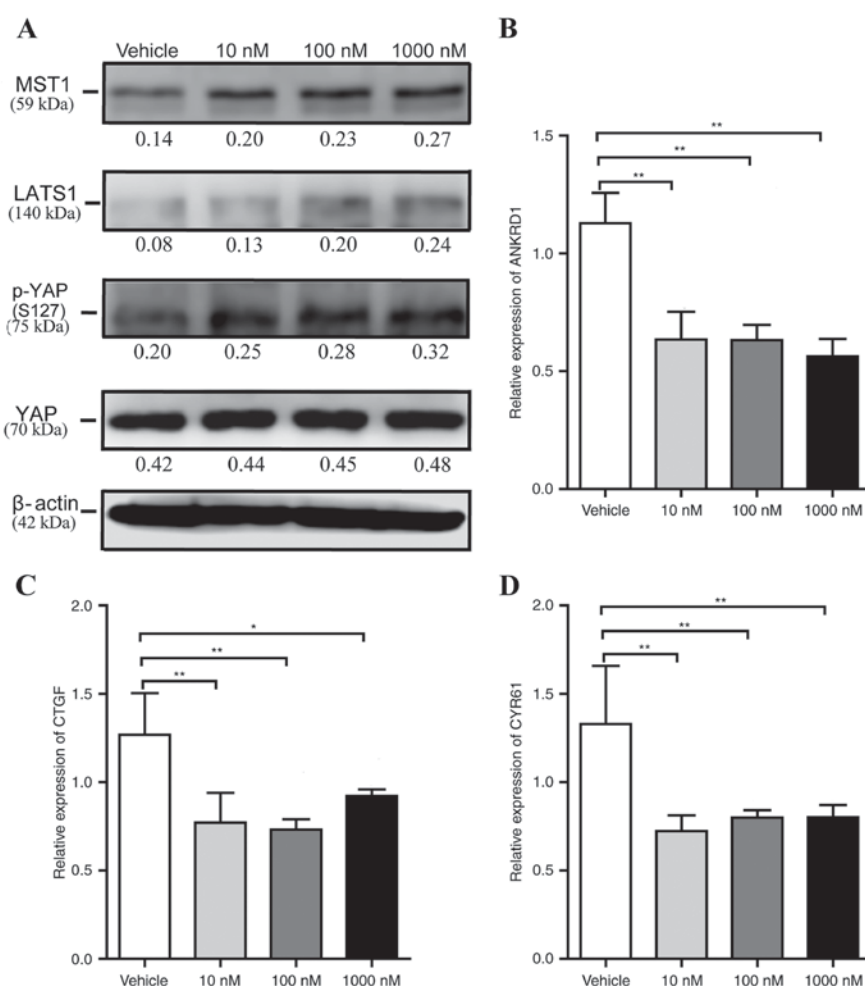 A
Vehicle 10 nM 100 nM 1000 nM
MST1
(59 kDa)
0.14 0.20 0.23 0.27
LATS1
(140 kDa)
0.08 0.13 0.20 0.24
p-YAP
(S127)
(75 kDa)
0.20 0.25 0.28 0.32
YAP
(70 kDa)
0.42 0.44 0.45 0.48
β-actin
(42 kDa)
B
**
**
**
1.5
1.0
0.5
0.0
Relative expression of ANKRD1
Vehicle 10 nM 100 nM 1000 nM
C
*
**
**
2.0
1.5
1.0
0.5
0.0
Relative expression of CTGF
Vehicle 10 nM 100 nM 1000 nM
D
**
**
**
2.0
1.5
1.0
0.5
0.0
Relative expression of CYR61
Vehicle 10 nM 100 nM 1000 nM